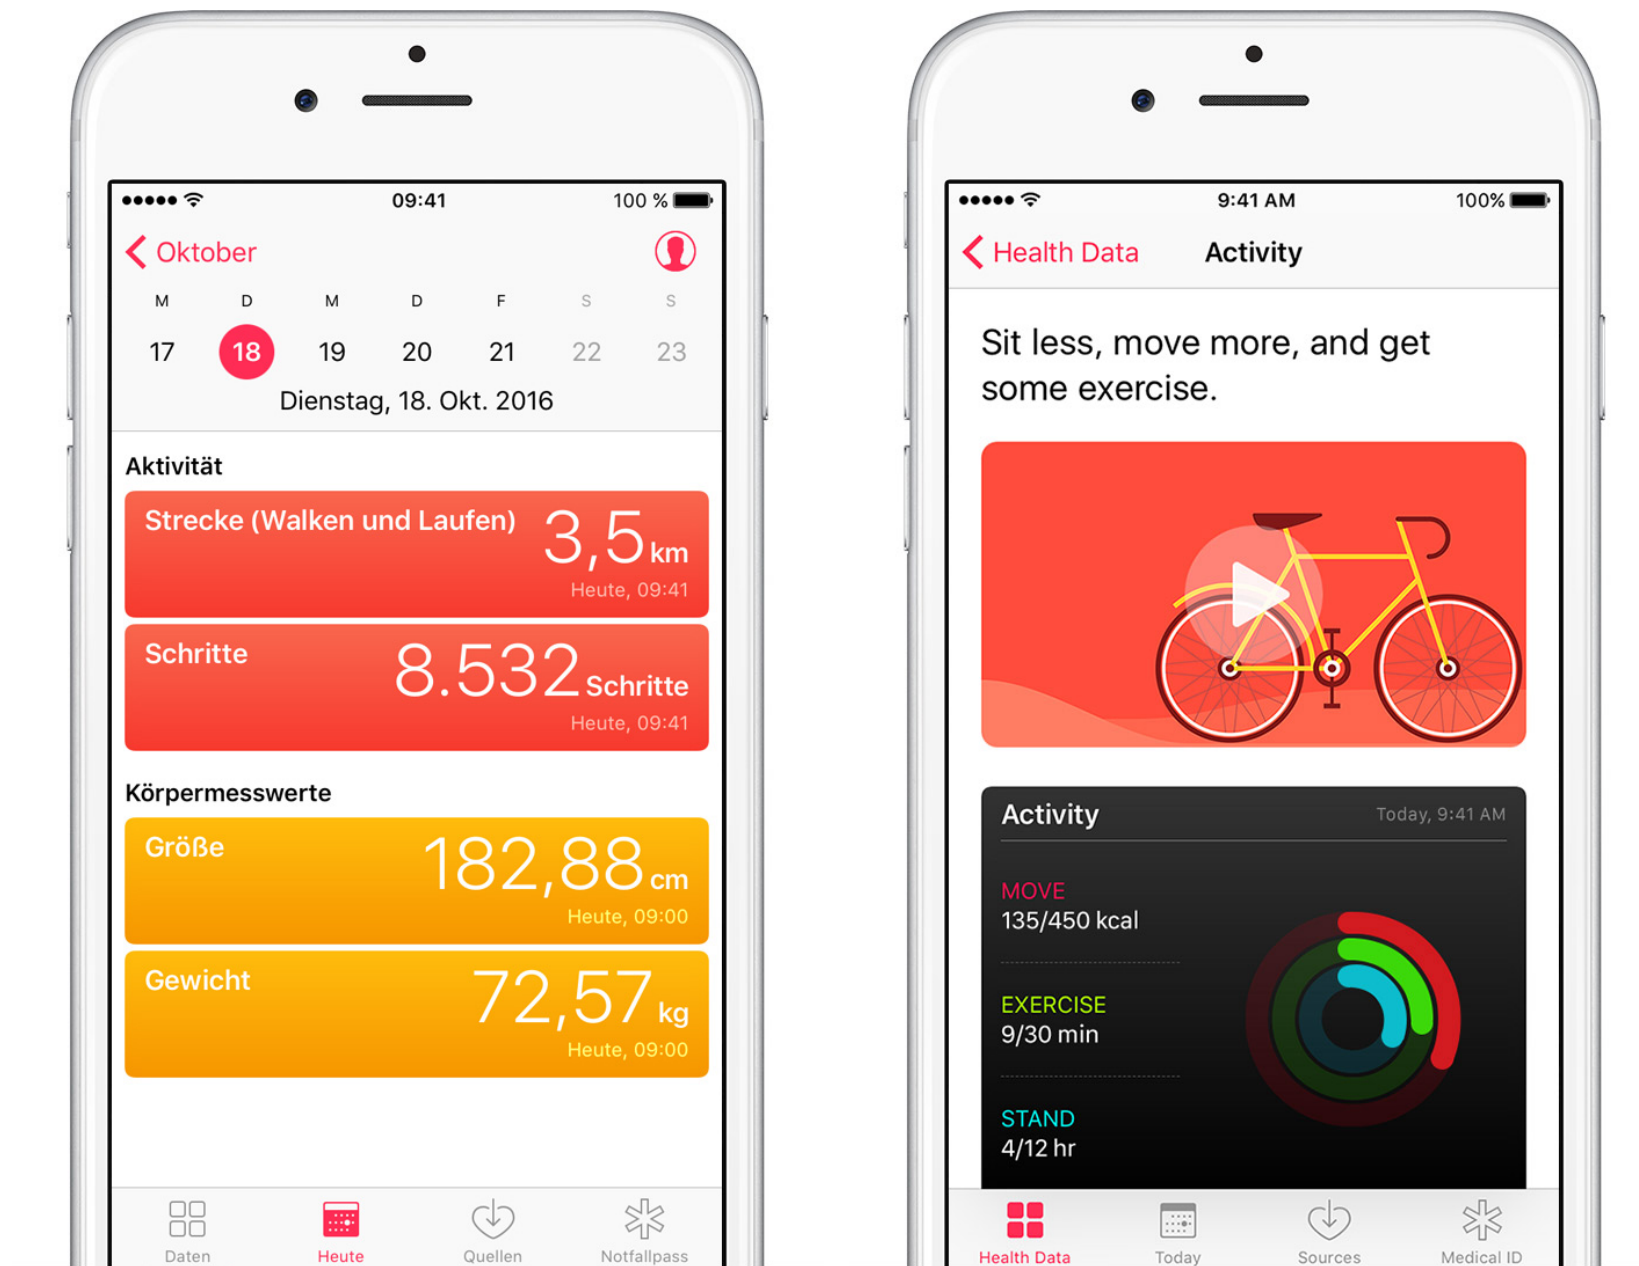 09:41
100 %
Oktober
M D M D F S S
17 18 19 20 21 22 23
Dienstag, 18. Okt. 2016
Aktivität
Strecke (Walken und Laufen) 3,5 km
Heute, 09:41
Schritte 8.532 Schritte
Heute, 09:41
Körpermesswerte
Größe 182,88 cm
Heute, 09:00
Gewicht 72,57 kg
Heute, 09:00
Daten Heute Quellen Notfallpass
9:41 AM
100%
Health Data Activity
Sit less, move more, and get
some exercise.
Activity Today, 9:41 AM
MOVE
135/450 kcal
EXERCISE
9/30 min
STAND
4/12 hr
Health Data Today Sources Medical ID